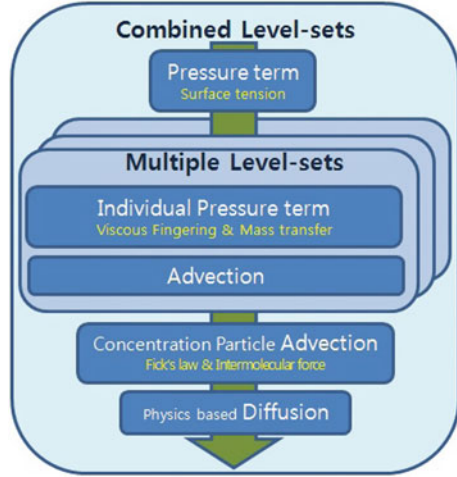 Combined Level-sets
Pressure term
Surface tension
Multiple Level-sets
Individual Pressure term
Viscous Fingering & Mass transfer
Advection
Concentration Particle Advection
Fick's law & Intermolecular force
Physics based Diffusion